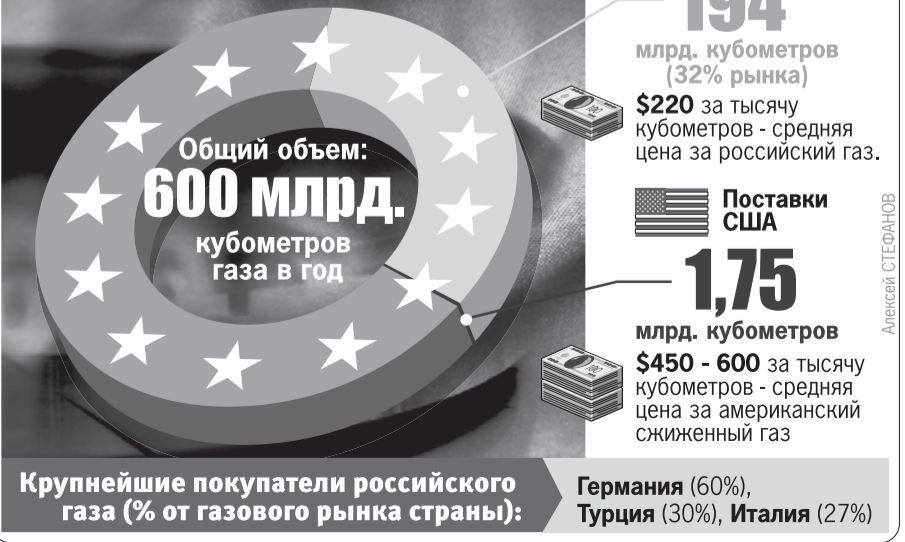 194
млрд. кубометров
(32% рынка)
$220 за тысячу
кубометров - средняя
цена за российский газ.
Общий объем:
600 млрд.
кубометров
газа в год
Поставки
США
1,75
млрд. кубометров
$450 - 600 за тысячу
кубометров - средняя
цена за американский
сжиженный газ
Алексей СТЕФАНОВ
Крупнейшие покупатели российского
газа (% от газового рынка страны):
Германия (60%),
Турция (30%), Италия (27%)